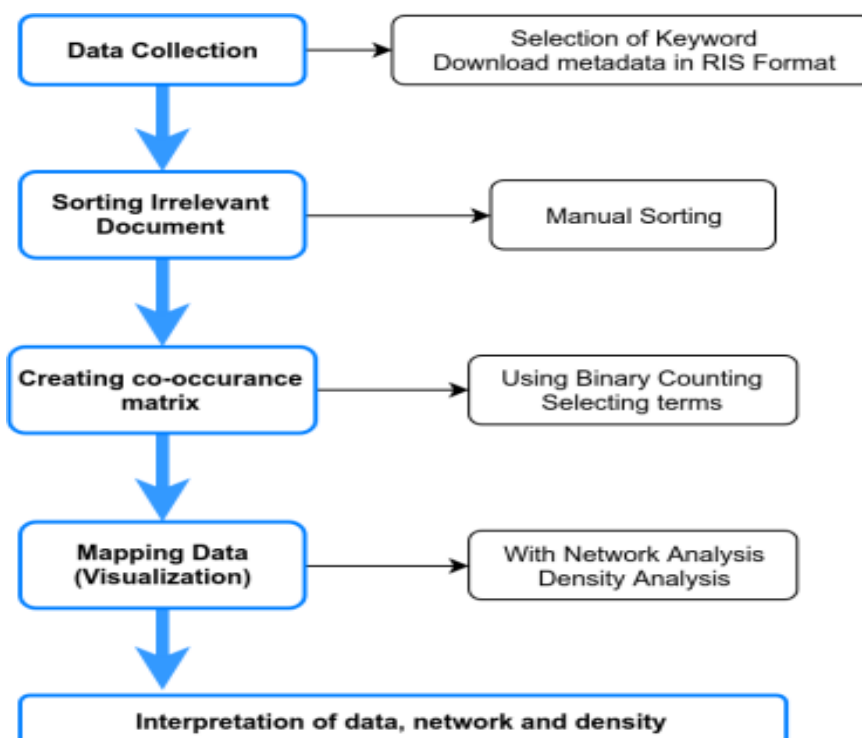 Data Collection
Selection of Keyword
Download metadata in RIS Format
Sorting Irrelevant
Document
Manual Sorting
Creating co-occurance
matrix
Using Binary Counting
Selecting terms
Mapping Data
(Visualization)
With Network Analysis
Density Analysis
Interpretation of data, network and density